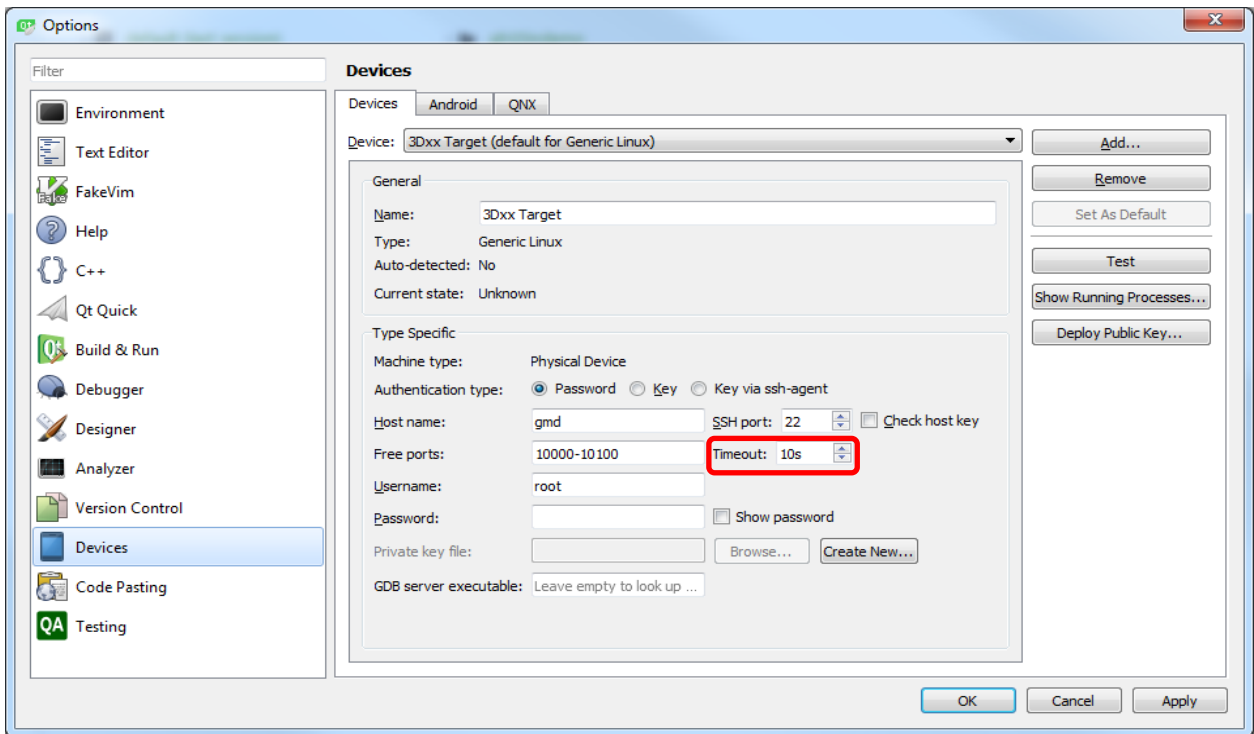 Options
Filter
Environment
Text Editor
FakeVim
Help
C++
Qt Quick
Build & Run
Debugger
Designer
Analyzer
Version Control
Devices
Code Pasting
QA Testing
Devices
Devices Android QNX
Device: 3Dxx Target (default for Generic Linux)
General
Name: 3Dxx Target
Type: Generic Linux
Auto-detected: No
Current state: Unknown
Type Specific
Machine type: Physical Device
Authentication type: Password Key Key via ssh-agent
Host name: gmd SSH port: 22 Check host key
Free ports: 10000-10100 Timeout: 10s
Username: root
Password: Show password
Private key file: Browse... Create New...
GDB server executable: Leave empty to look up ...
Add...
Remove
Set As Default
Test
Show Running Processes...
Deploy Public Key...
OK Cancel Apply